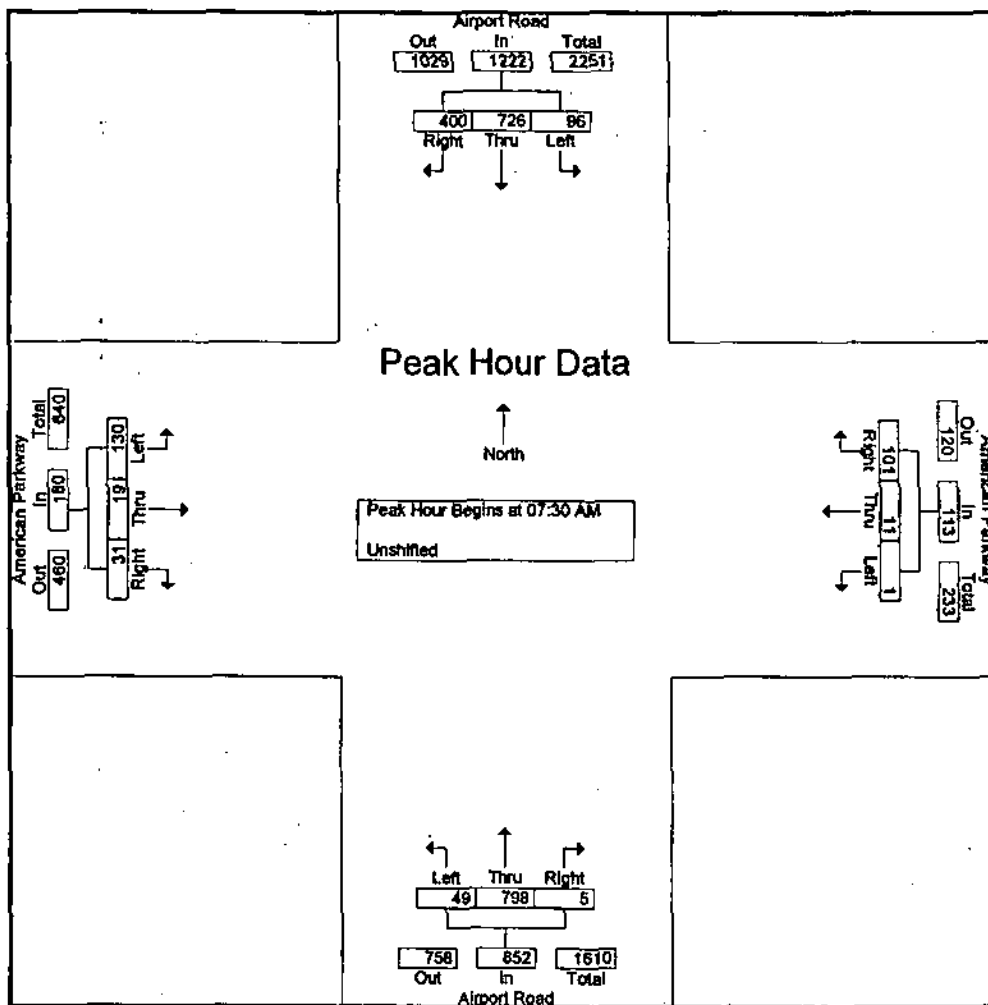 Airport Road
Out In Total
1029 1222 2251
400 726 96
Right Thru Left
Peak Hour Data
North
Peak Hour Begins at 07:30 AM
Unshifted
American Parkway
Out In Total
460 180 640
Right Thru Left
31 19 130
American Parkway
Out In Total
120 113 233
Right Thru Left
101 11 1
Left Thru Right
49 798 5
758 852 1610
Out In Total
Airport Road